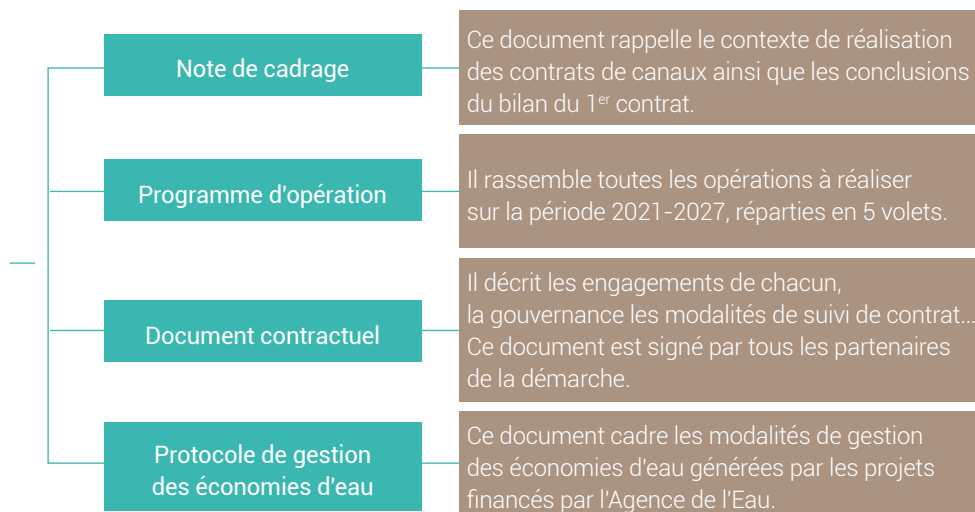 Note de cadrage
Ce document rappelle le contexte de réalisation
des contrats de canaux ainsi que les conclusions
du bilan du 1er contrat.
Programme d'opération
Il rassemble toutes les opérations à réaliser
sur la période 2021-2027, réparties en 5 volets.
Document contractuel
Il décrit les engagements de chacun,
la gouvernance les modalités de suivi de contrat...
Ce document est signé par tous les partenaires
de la démarche.
Protocole de gestion
des économies d'eau
Ce document cadre les modalités de gestion
des économies d'eau générées par les projets
financés par l'Agence de l'Eau.